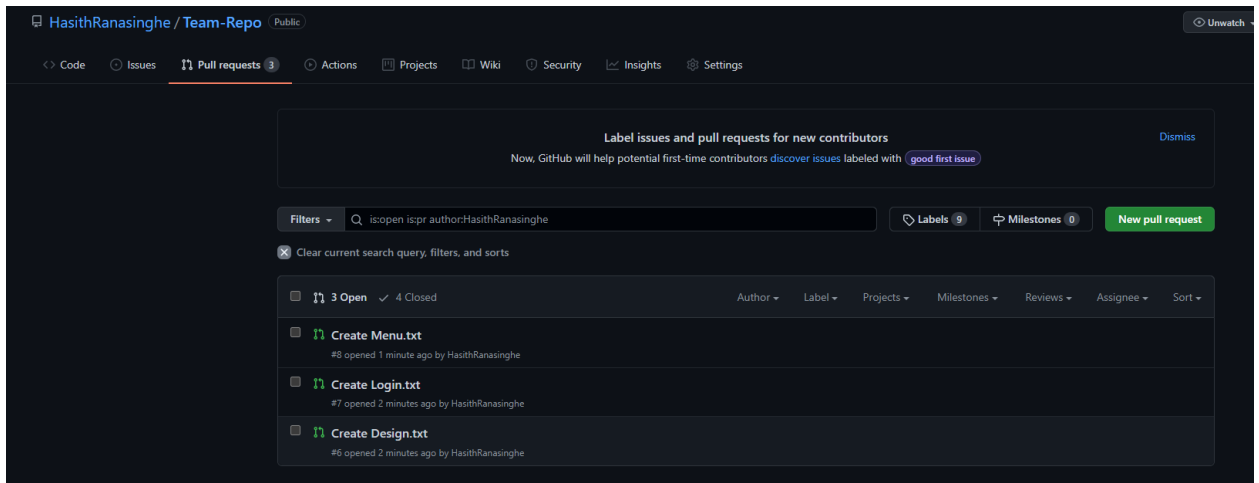 HasithRanasinghe / Team-Repo Public
Unwatch
Code Issues Pull requests 3 Actions Projects Wiki Security Insights Settings
Label issues and pull requests for new contributors
Dismiss
Now, GitHub will help potential first-time contributors discover issues labeled with good first issue
Filters is:open is:pr author:HasithRanasinghe Labels 9 Milestones 0 New pull request
Clear current search query, filters, and sorts
3 Open 4 Closed Author Label Projects Milestones Reviews Assignee Sort
Create Menu.txt
#8 opened 1 minute ago by HasithRanasinghe
Create Login.txt
#7 opened 2 minutes ago by HasithRanasinghe
Create Design.txt
#6 opened 2 minutes ago by HasithRanasinghe